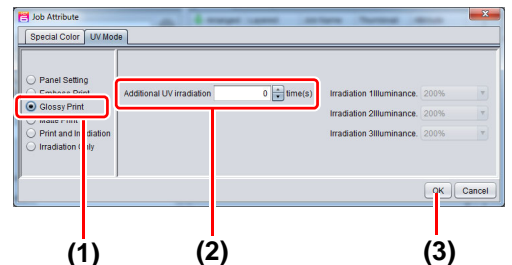 Job Attribute
Special Color UV Mode
Panel Setting
Emboss Print
Glossy Print
Matte Print
Print and Irradiation
Irradiation Only
Additional UV irradiation 0 time(s)
Irradiation 1Illuminance. 200%
Irradiation 2Illuminance. 200%
Irradiation 3Illuminance. 200%
OK Cancel
(1) (2) (3)